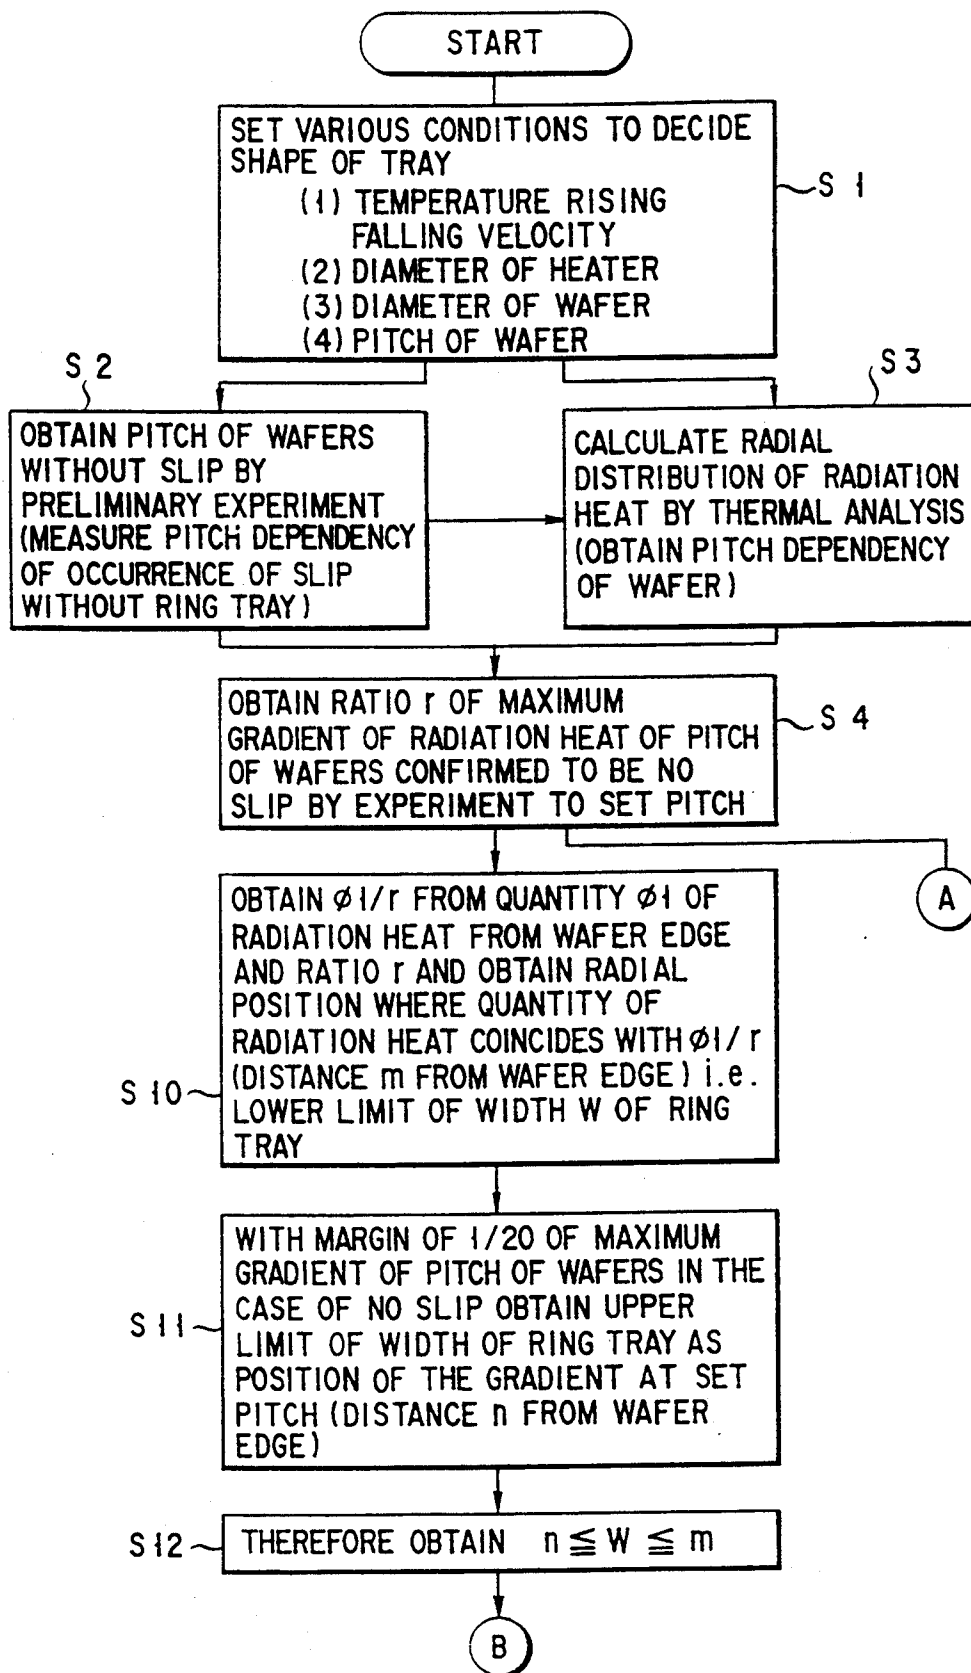 START
SET VARIOUS CONDITIONS TO DECIDE
SHAPE OF TRAY
(1) TEMPERATURE RISING
FALLING VELOCITY
(2) DIAMETER OF HEATER
(3) DIAMETER OF WAFER
(4) PITCH OF WAFER
S 1
S 2
OBTAIN PITCH OF WAFERS
WITHOUT SLIP BY
PRELIMINARY EXPERIMENT
(MEASURE PITCH DEPENDENCY
OF OCCURRENCE OF SLIP
WITHOUT RING TRAY)
S 3
CALCULATE RADIAL
DISTRIBUTION OF RADIATION
HEAT BY THERMAL ANALYSIS
(OBTAIN PITCH DEPENDENCY
OF WAFER)
OBTAIN RATIO r OF MAXIMUM
GRADIENT OF RADIATION HEAT OF PITCH
OF WAFERS CONFIRMED TO BE NO
SLIP BY EXPERIMENT TO SET PITCH
S 4
A
OBTAIN φ1/r FROM QUANTITY φ1 OF
RADIATION HEAT FROM WAFER EDGE
AND RATIO r AND OBTAIN RADIAL
POSITION WHERE QUANTITY OF
RADIATION HEAT COINCIDES WITH φ1/r
(DISTANCE m FROM WAFER EDGE) i.e.
LOWER LIMIT OF WIDTH W OF RING
TRAY
S 10
WITH MARGIN OF 1/20 OF MAXIMUM
GRADIENT OF PITCH OF WAFERS IN THE
CASE OF NO SLIP OBTAIN UPPER
LIMIT OF WIDTH OF RING TRAY AS
POSITION OF THE GRADIENT AT SET
PITCH (DISTANCE n FROM WAFER
EDGE)
S 11
S 12
THEREFORE OBTAIN n ≦ W ≦ m
B